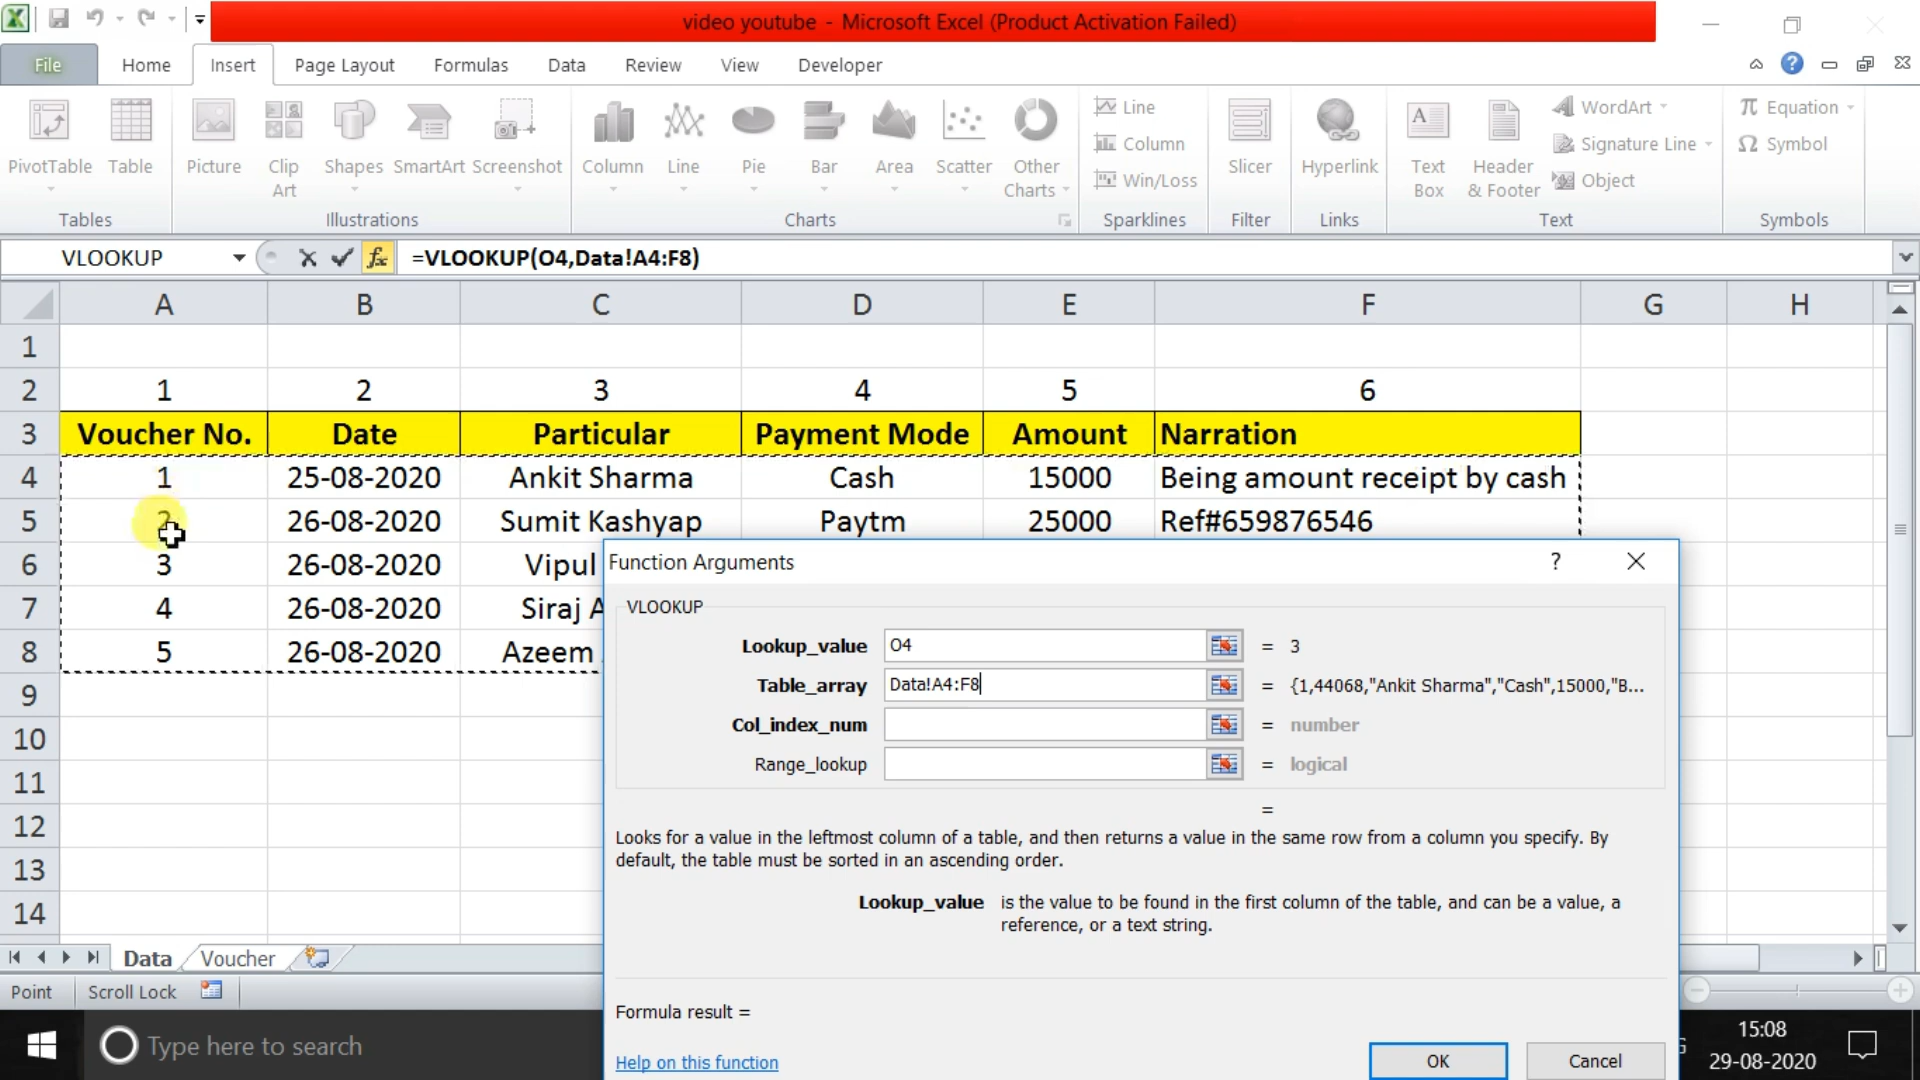 video youtube - Microsoft Excel (Product Activation Failed)
File Home Insert Page Layout Formulas Data Review View Developer
PivotTable Table Picture Clip Art Shapes SmartArt Screenshot Column Line Pie Bar Area Scatter Other Charts
Line
Column
Win/Loss
Slicer Hyperlink Text Box Header & Footer
WordArt
Signature Line
Object
Equation
Symbol
Tables Illustrations Charts Sparklines Filter Links Text Symbols
VLOOKUP fx =VLOOKUP(O4,Data!A4:F8)
A B C D E F G H
1
2 1 2 3 4 5 6
3 Voucher No. Date Particular Payment Mode Amount Narration
4 1 25-08-2020 Ankit Sharma Cash 15000 Being amount receipt by cash
5 2 26-08-2020 Sumit Kashyap Paytm 25000 Ref#659876546
6 3 26-08-2020 Vipul
7 4 26-08-2020 Siraj
8 5 26-08-2020 Azeem
9
10
11
12
13
14
Function Arguments ?
VLOOKUP
Lookup_value O4 = 3
Table_array Data!A4:F8 = {1,44068,"Ankit Sharma","Cash",15000,"B...
Col_index_num = number
Range_lookup = logical
=
Looks for a value in the leftmost column of a table, and then returns a value in the same row from a column you specify. By
default, the table must be sorted in an ascending order.
Lookup_value is the value to be found in the first column of the table, and can be a value, a
reference, or a text string.
Formula result =
Help on this function OK Cancel
Data Voucher
Point Scroll Lock
Type here to search
15:08
29-08-2020